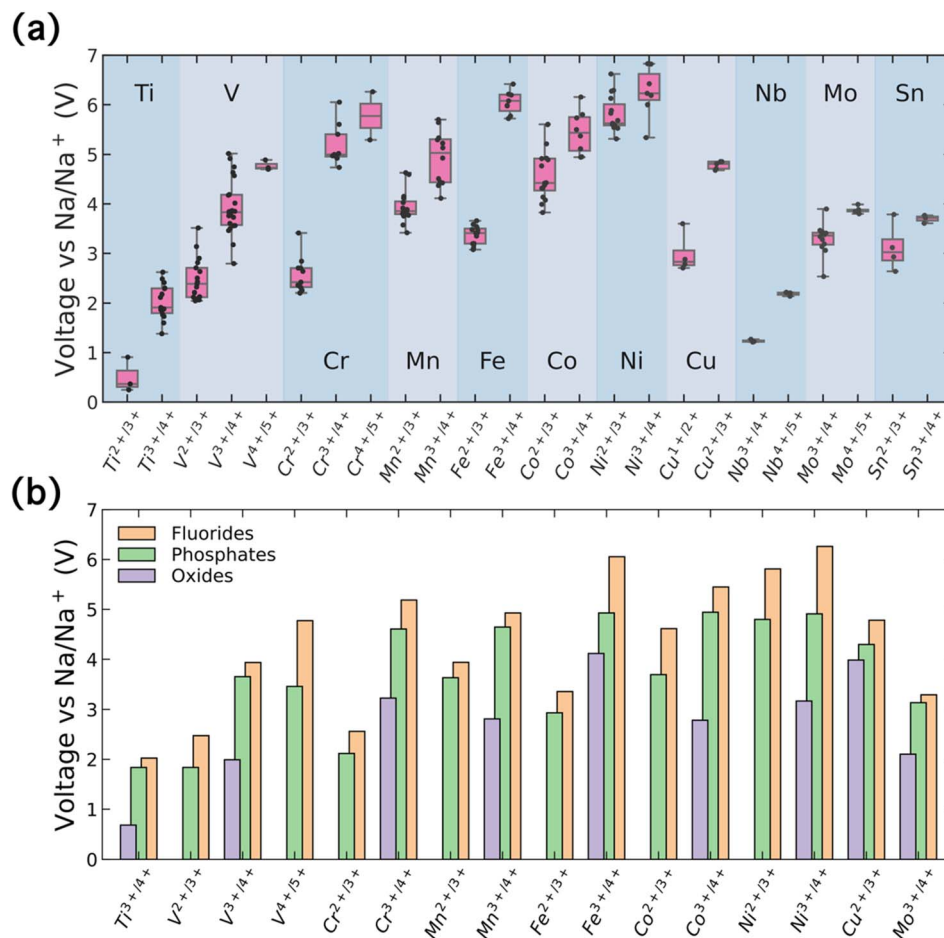 (a)
Voltage vs Na/Na⁺ (V)
7
6
5
4
3
2
1
0
Ti
V
Cr
Mn
Fe
Co
Ni
Cu
Nb
Mo
Sn
Ti²⁺/³⁺
Ti³⁺/⁴⁺
V²⁺/³⁺
V³⁺/⁴⁺
V⁴⁺/⁵⁺
Cr²⁺/³⁺
Cr³⁺/⁴⁺
Cr⁴⁺/⁵⁺
Mn²⁺/³⁺
Mn³⁺/⁴⁺
Fe²⁺/³⁺
Fe³⁺/⁴⁺
Co²⁺/³⁺
Co³⁺/⁴⁺
Ni²⁺/³⁺
Ni³⁺/⁴⁺
Cu¹⁺/²⁺
Cu²⁺/³⁺
Nb³⁺/⁴⁺
Nb⁴⁺/⁵⁺
Mo³⁺/⁴⁺
Mo⁴⁺/⁵⁺
Sn²⁺/³⁺
Sn³⁺/⁴⁺
(b)
Voltage vs Na/Na⁺ (V)
7
6
5
4
3
2
1
0
Fluorides
Phosphates
Oxides
Ti³⁺/⁴⁺
V²⁺/³⁺
V³⁺/⁴⁺
V⁴⁺/⁵⁺
Cr²⁺/³⁺
Cr³⁺/⁴⁺
Mn²⁺/³⁺
Mn³⁺/⁴⁺
Fe²⁺/³⁺
Fe³⁺/⁴⁺
Co²⁺/³⁺
Co³⁺/⁴⁺
Ni²⁺/³⁺
Ni³⁺/⁴⁺
Cu²⁺/³⁺
Mo³⁺/⁴⁺